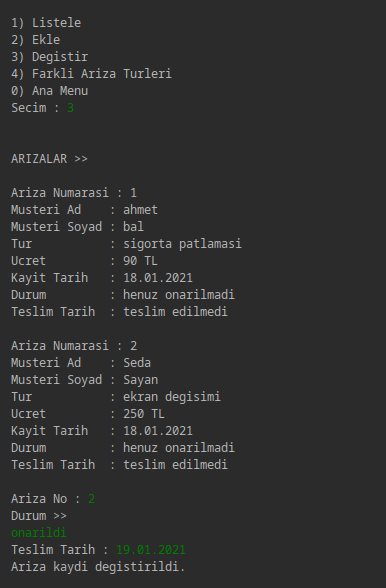 1) Listele
2) Ekle
3) Degistir
4) Farkli Ariza Turleri
0) Ana Menu
Secim : 3
ARIZALAR >>
Ariza Numarasi : 1
Musteri Ad    : ahmet
Musteri Soyad : bal
Tur           : sigorta patlamasi
Ucret         : 90 TL
Kayit Tarih   : 18.01.2021
Durum         : henuz onarilmadi
Teslim Tarih  : teslim edilmedi
Ariza Numarasi : 2
Musteri Ad    : Seda
Musteri Soyad : Sayan
Tur           : ekran degisimi
Ucret         : 250 TL
Kayit Tarih   : 18.01.2021
Durum         : henuz onarilmadi
Teslim Tarih  : teslim edilmedi
Ariza No : 2
Durum >>
onarildi
Teslim Tarih : 19.01.2021
Ariza kaydi degistirildi.